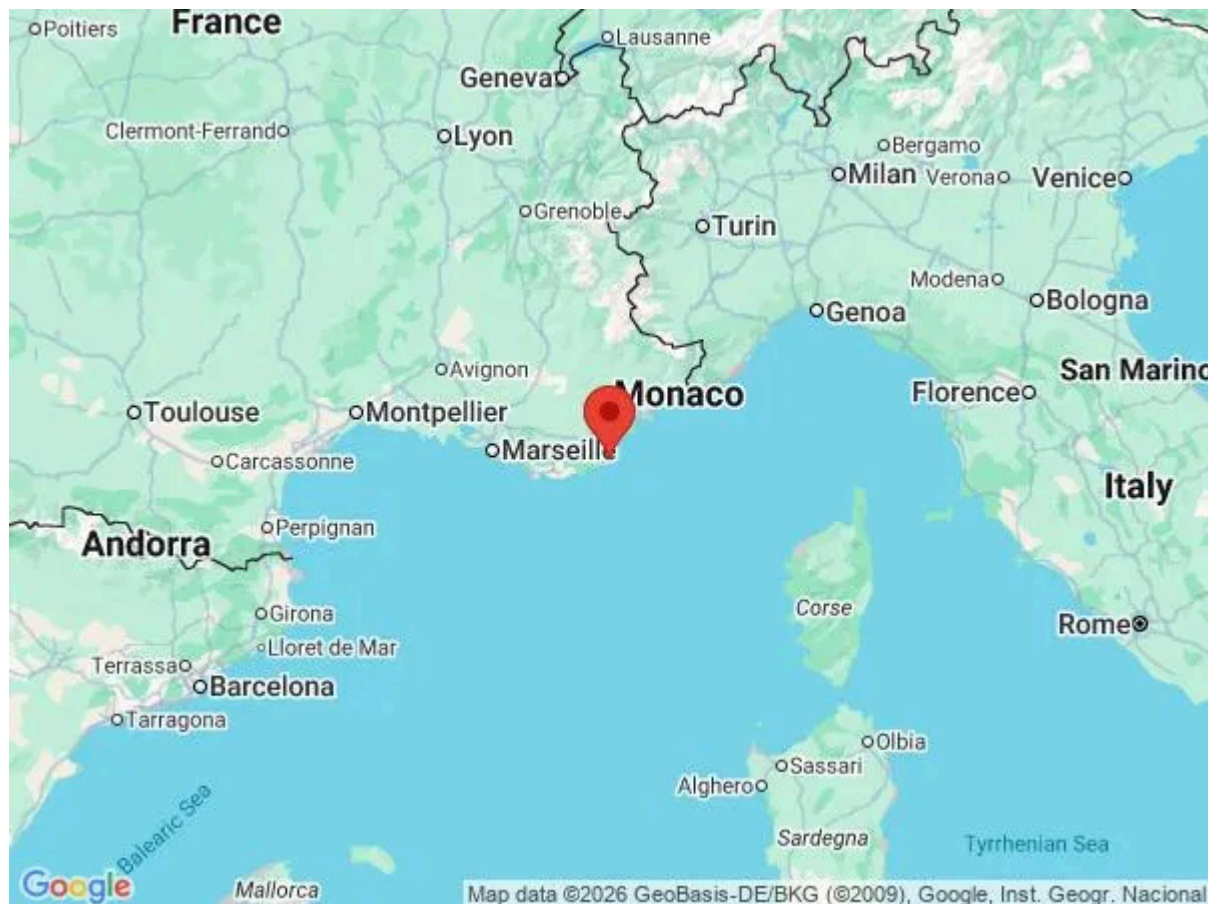 France
Poitiers
Lausanne
Geneva
Clermont-Ferrand
Lyon
Bergamo
Milan
Verona
Venice
Grenoble
Turin
Modena
Bologna
Genoa
Avignon
San Marino
Monaco
Florence
Toulouse
Montpellier
Marseille
Carcassonne
Italy
Perpignan
Andorra
Corse
Girona
Rome
Lloret de Mar
Terrassa
Barcelona
Tarragona
Olbia
Sassari
Alghero
Balearic Sea
Sardegna
Tyrrhenian Sea
Google
Mallorca
Map data ©2026 GeoBasis-DE/BKG (©2009), Google, Inst. Geogr. Nacional